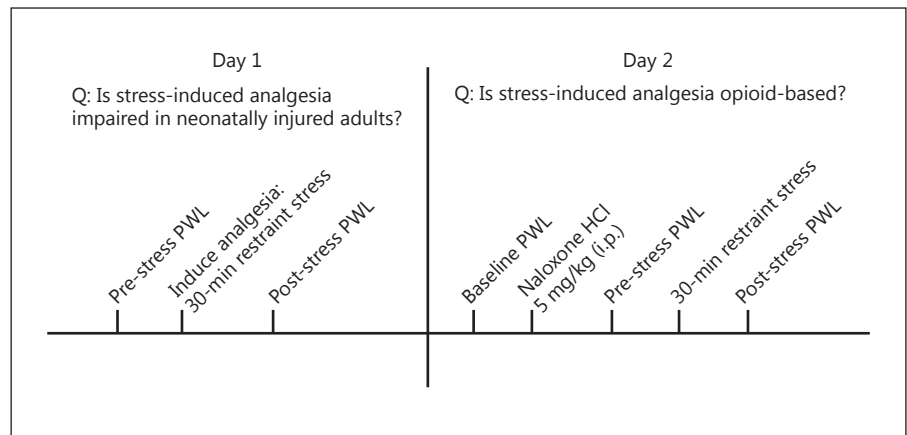 Day 1
Q: Is stress-induced analgesia
impaired in neonatally injured adults?
Pre-stress PWL
Induce analgesia:
30-min restraint stress
Post-stress PWL
Day 2
Q: Is stress-induced analgesia opioid-based?
Baseline PWL
Naloxone HCl
5 mg/kg (i.p.)
Pre-stress PWL
30-min restraint stress
Post-stress PWL